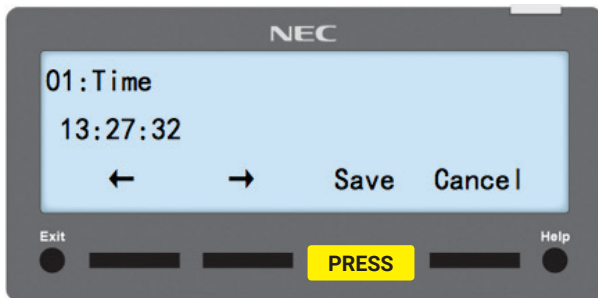 NEC
01:Time
13:27:32
← → Save Cancel
Exit Help
PRESS